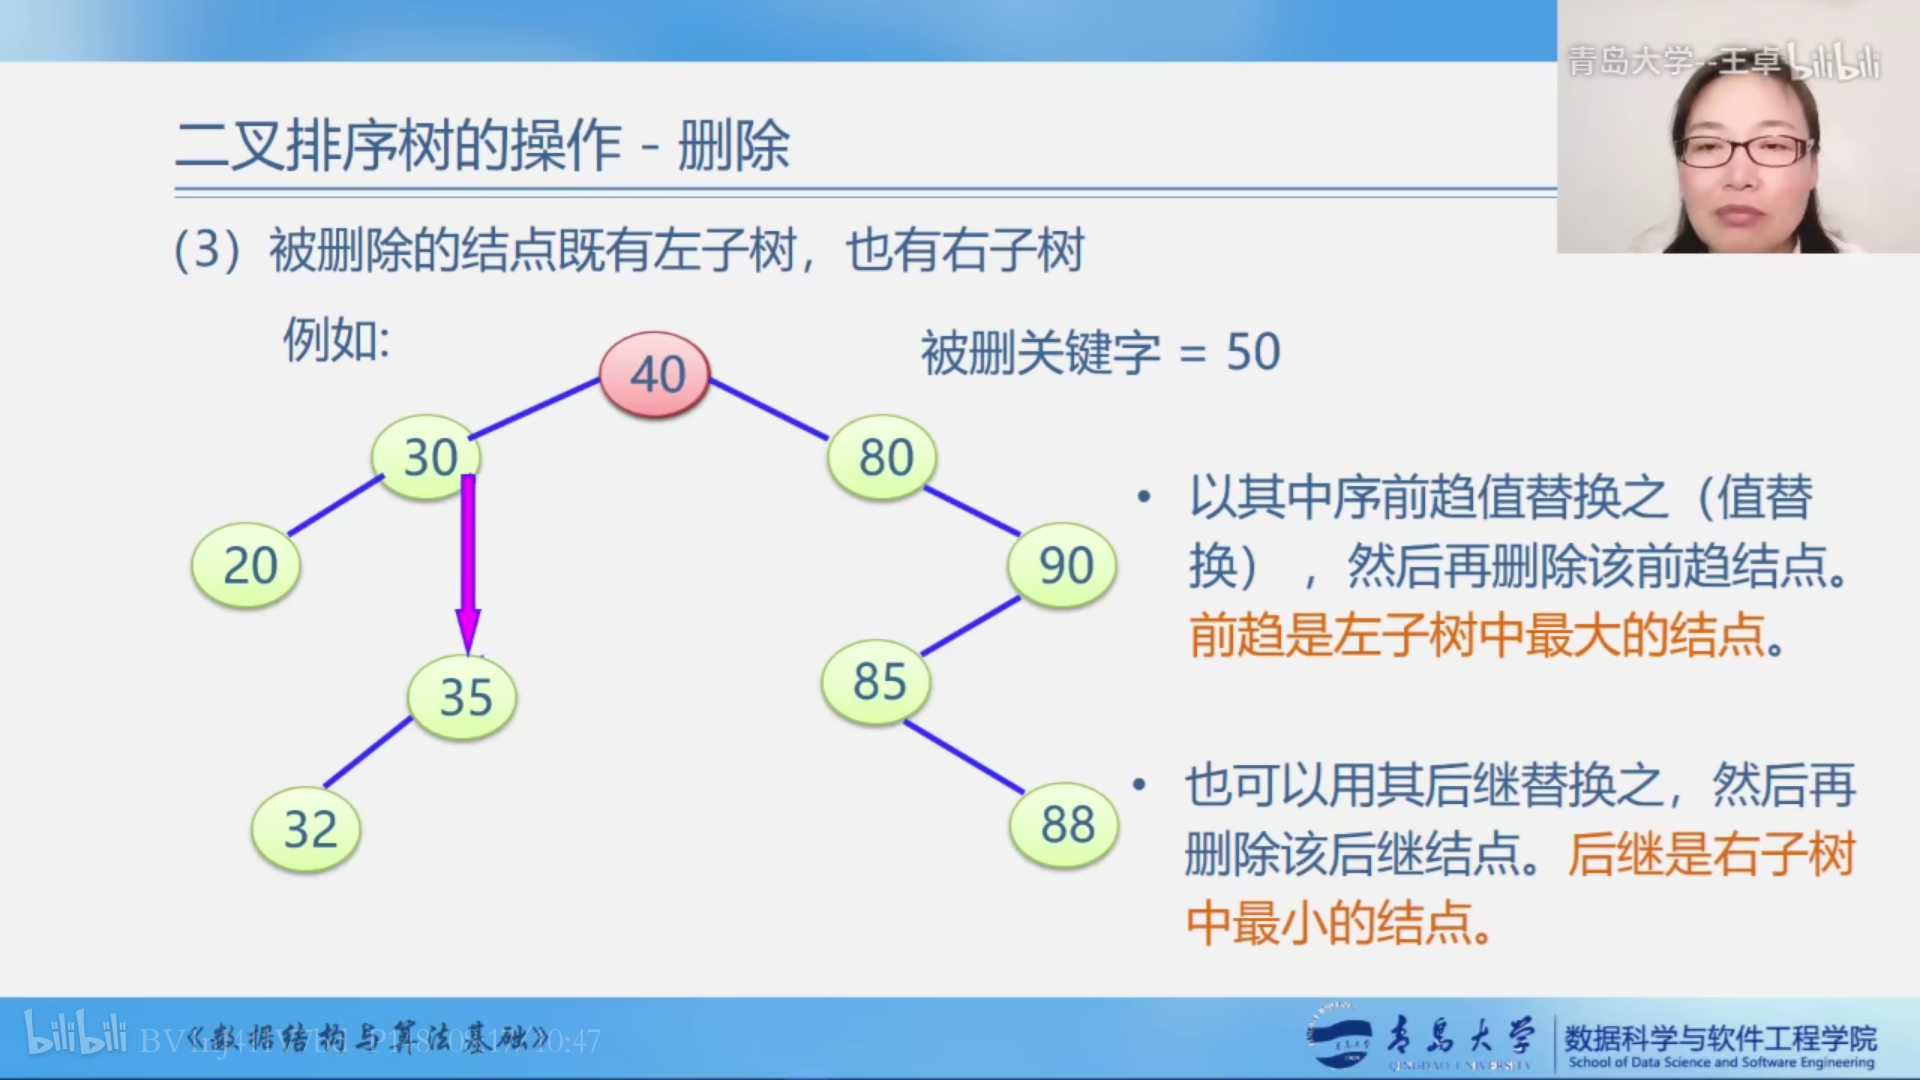 青岛大学--王卓 bilibili
二叉排序树的操作 - 删除
（3）被删除的结点既有左子树，也有右子树
例如:
被删关键字 = 50
40
30
80
20
90
35
85
32
88
• 以其中序前趋值替换之（值替
换），然后再删除该前趋结点。
前趋是左子树中最大的结点。
• 也可以用其后继替换之，然后再
删除该后继结点。后继是右子树
中最小的结点。
bilibili
《数据结构与算法基础》
青岛大学
QINGDAO UNIVERSITY
数据科学与软件工程学院
School of Data Science and Software Engineering